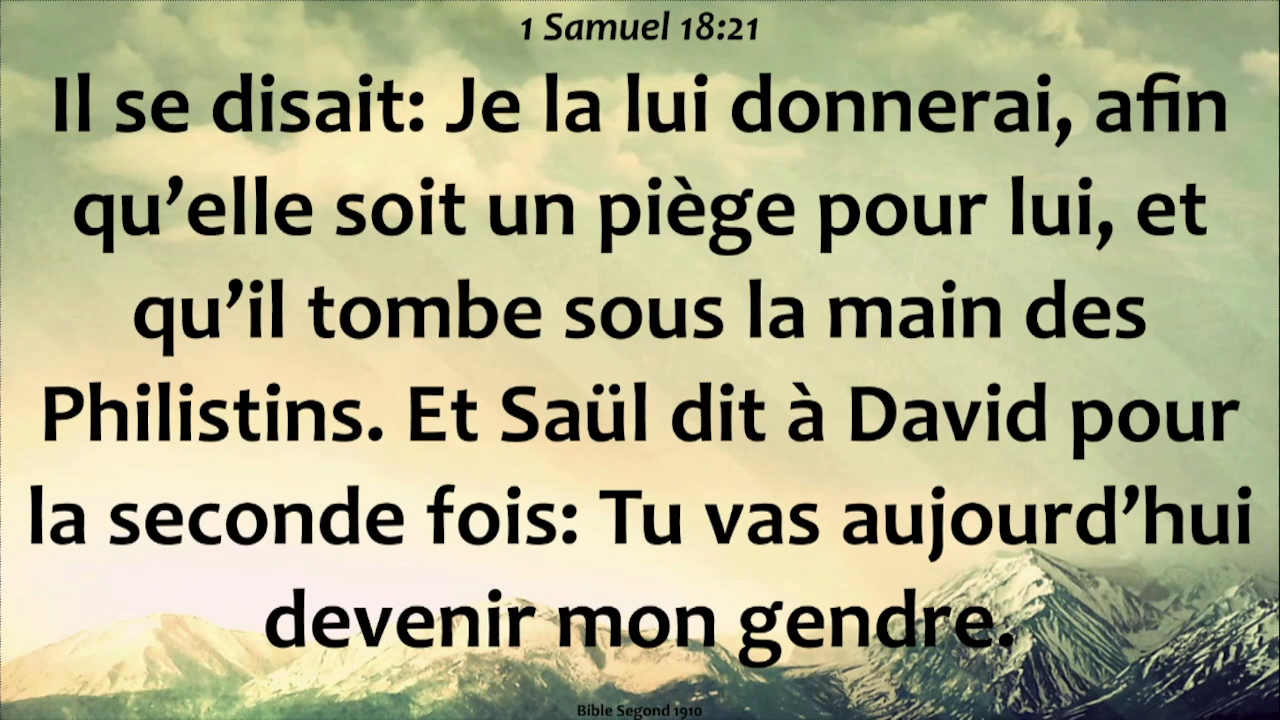 1 Samuel 18:21
Il se disait: Je la lui donnerai, afin
qu’elle soit un piège pour lui, et
qu’il tombe sous la main des
Philistins. Et Saül dit à David pour
la seconde fois: Tu vas aujourd’hui
devenir mon gendre.
Bible Segond 1910